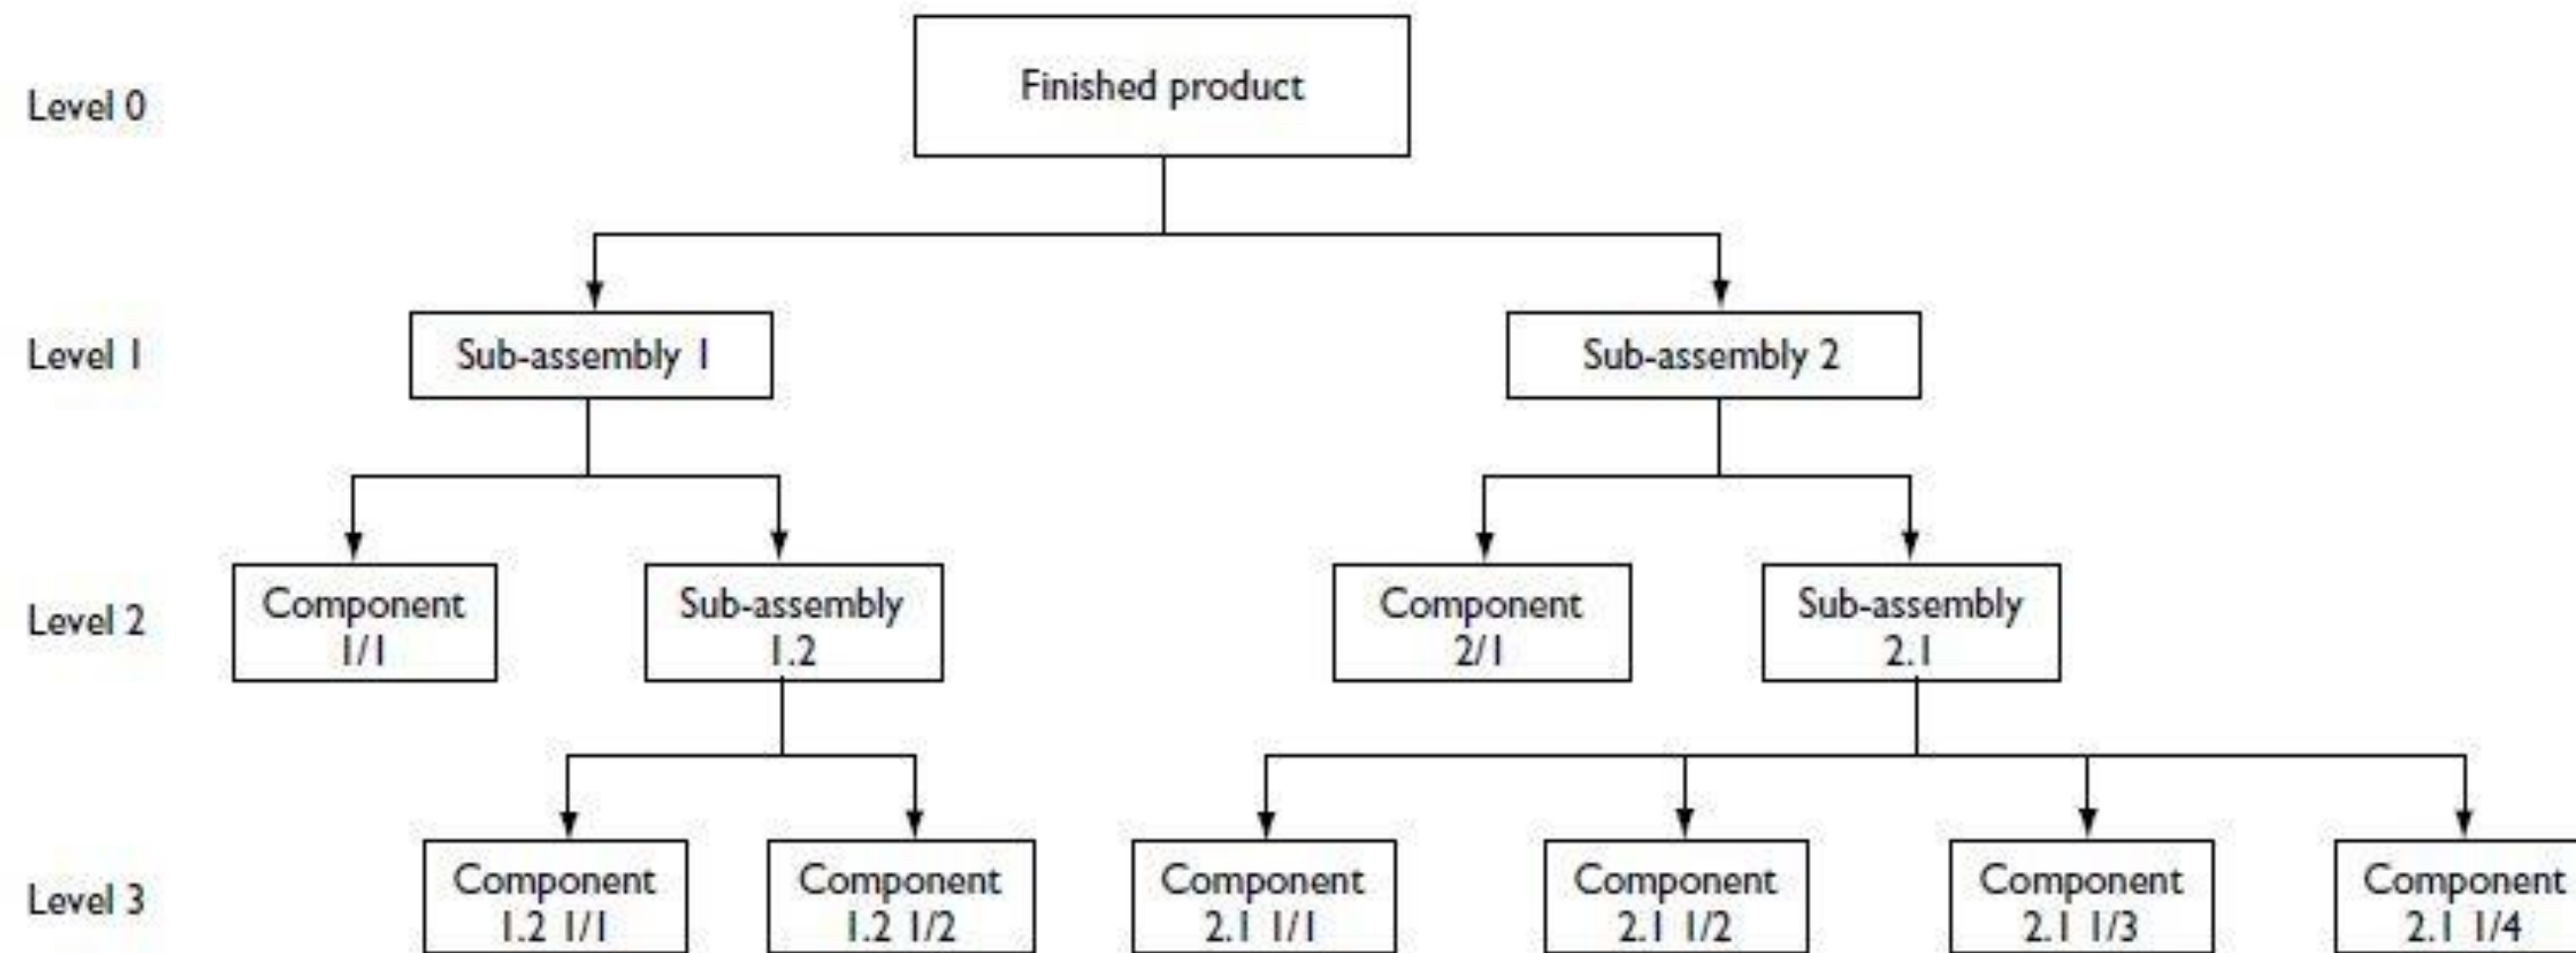 Finished product
Level 0
Level 1
Sub-assembly 1
Sub-assembly 2
Level 2
Component
1/1
Sub-assembly
1.2
Component
2/1
Sub-assembly
2.1
Level 3
Component
1.2 1/1
Component
1.2 1/2
Component
2.1 1/1
Component
2.1 1/2
Component
2.1 1/3
Component
2.1 1/4